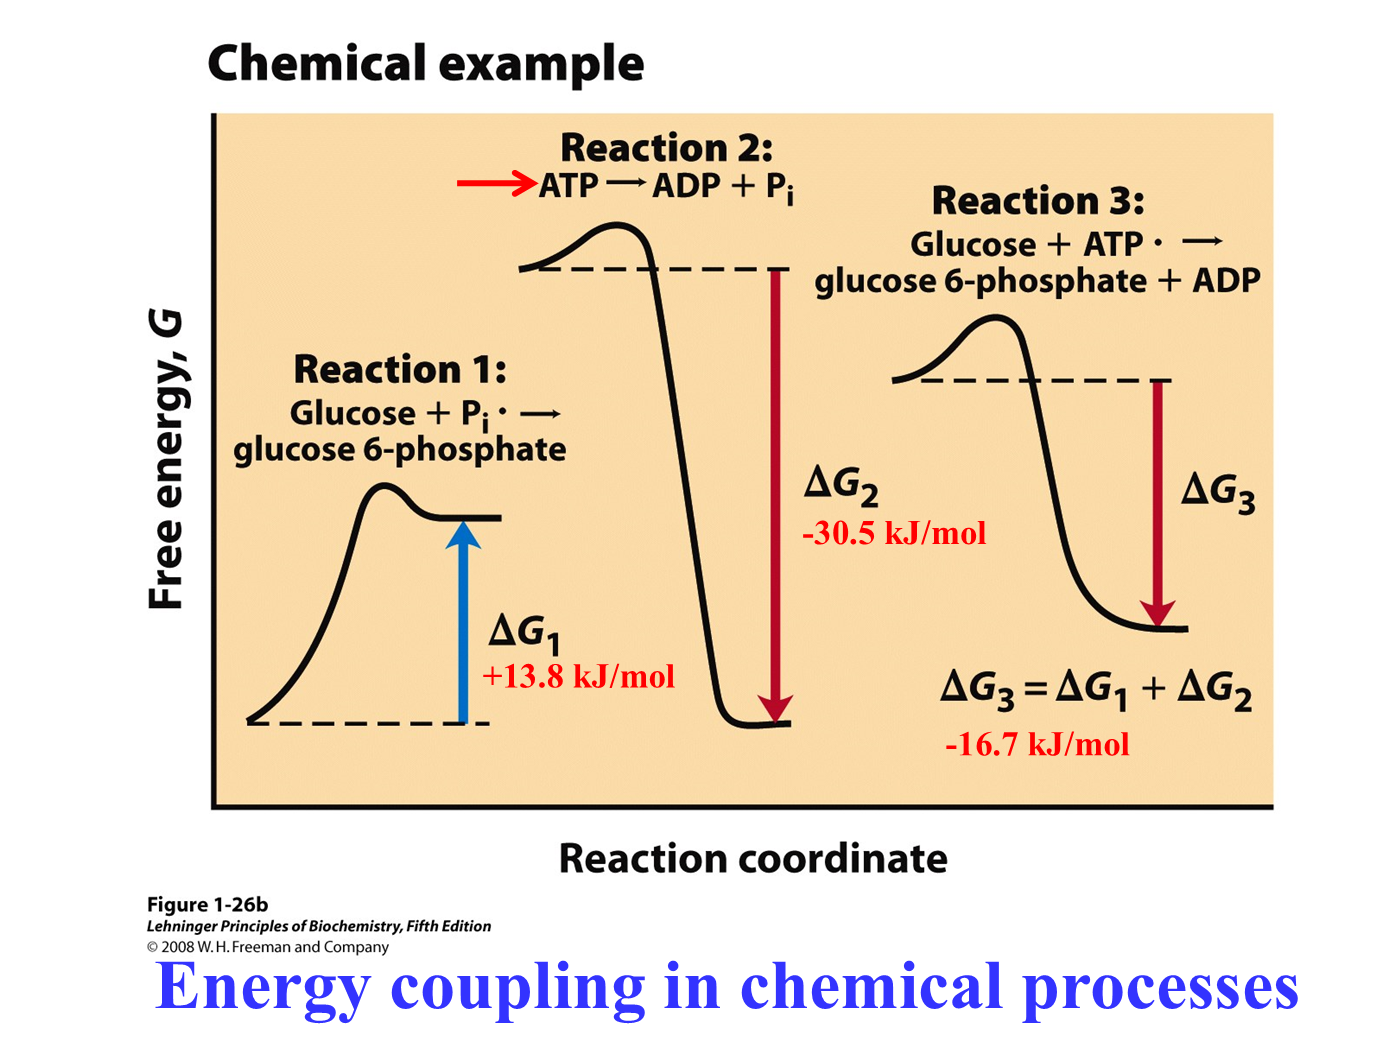 Chemical example
Reaction 2:
ATP → ADP + Pi
Reaction 3:
Glucose + ATP · →
glucose 6-phosphate + ADP
Reaction 1:
Glucose + Pi · →
glucose 6-phosphate
Free energy, G
ΔG2
-30.5 kJ/mol
ΔG3
ΔG1
+13.8 kJ/mol
ΔG3 = ΔG1 + ΔG2
-16.7 kJ/mol
Reaction coordinate
Figure 1-26b
Lehninger Principles of Biochemistry, Fifth Edition
© 2008 W. H. Freeman and Company
Energy coupling in chemical processes